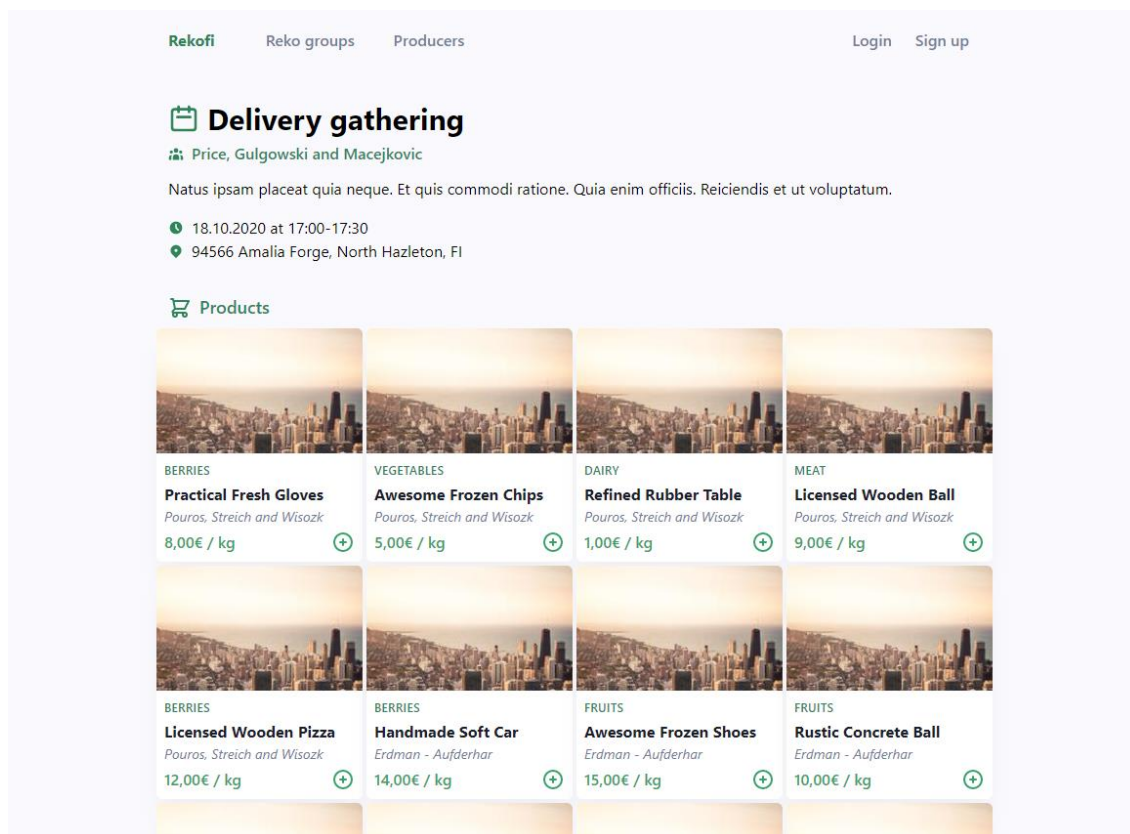 Rekofi Reko groups Producers Login Sign up
Delivery gathering
Price, Gulgowski and Macejkovic
Natus ipsam placeat quia neque. Et quis commodi ratione. Quia enim officiis. Reiciendis et ut voluptatum.
18.10.2020 at 17:00-17:30
94566 Amalia Forge, North Hazleton, FI
Products
BERRIES
Practical Fresh Gloves
Pouros, Streich and Wisozk
8,00€ / kg
VEGETABLES
Awesome Frozen Chips
Pouros, Streich and Wisozk
5,00€ / kg
DAIRY
Refined Rubber Table
Pouros, Streich and Wisozk
1,00€ / kg
MEAT
Licensed Wooden Ball
Pouros, Streich and Wisozk
9,00€ / kg
BERRIES
Licensed Wooden Pizza
Pouros, Streich and Wisozk
12,00€ / kg
BERRIES
Handmade Soft Car
Erdman - Aufderhar
14,00€ / kg
FRUITS
Awesome Frozen Shoes
Erdman - Aufderhar
15,00€ / kg
FRUITS
Rustic Concrete Ball
Erdman - Aufderhar
10,00€ / kg